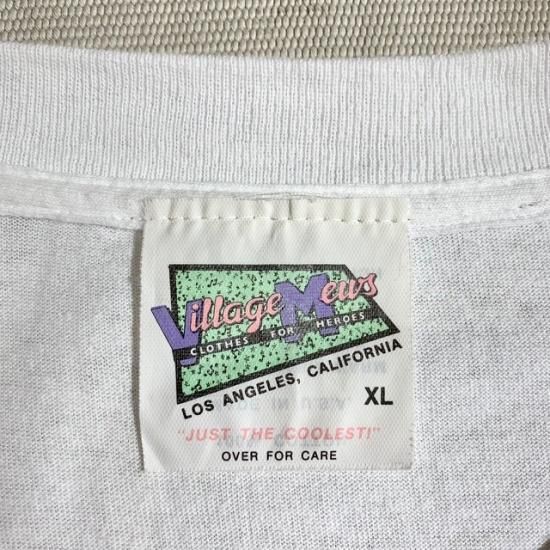 Village Mews
CLOTHES FOR HEROES
LOS ANGELES, CALIFORNIA
XL
"JUST THE COOLEST!"
OVER FOR CARE